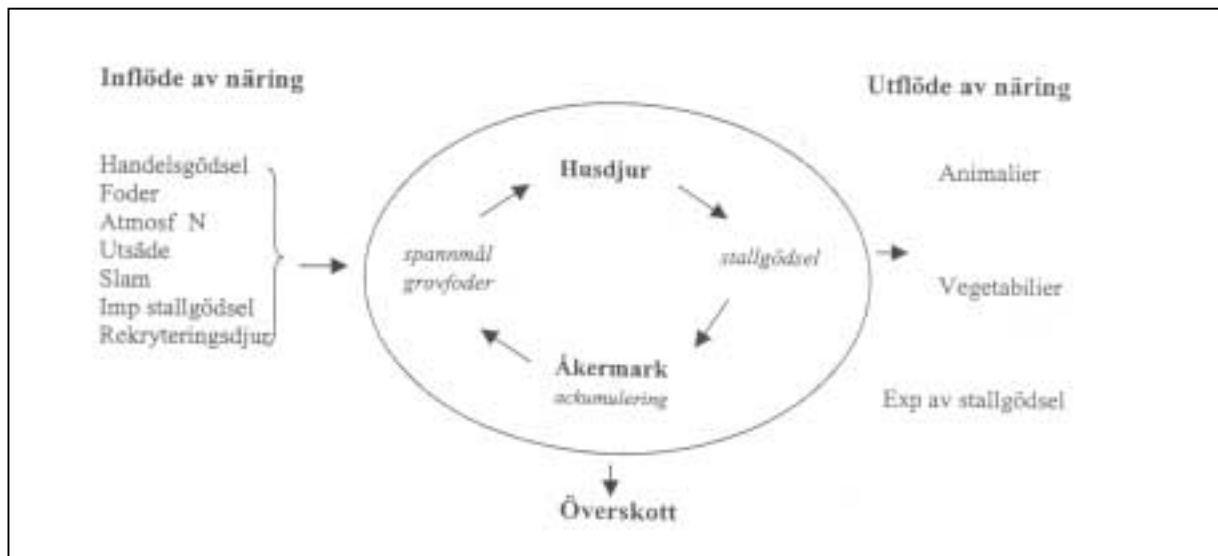 Inflöde av näring
Handelsgödsel
Foder
Atmosf N
Utsäde
Slam
Imp stallgödsel
Rekryteringsdjur
Husdjur
spannmål
grovfoder
stallgödsel
Åkermark
ackumulering
Överskott
Utflöde av näring
Animalier
Vegetabilier
Exp av stallgödsel